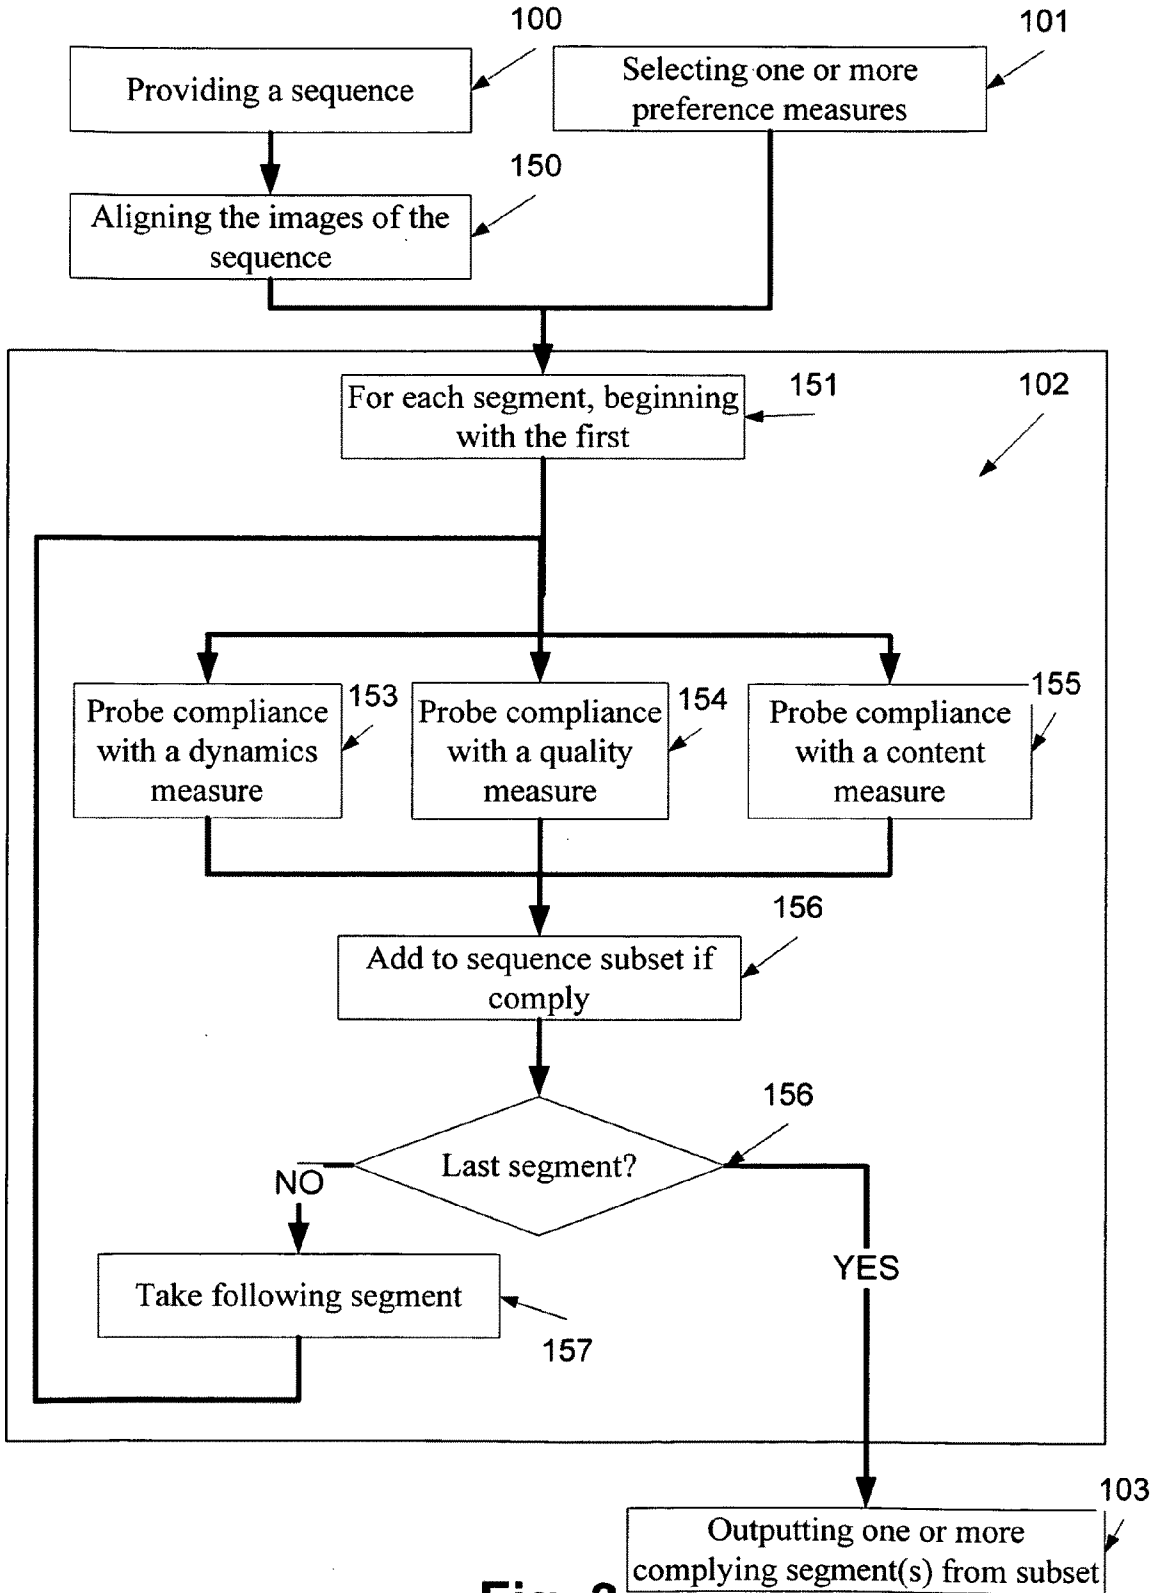 100
101
Providing a sequence
Selecting one or more
preference measures
150
Aligning the images of the
sequence
151
102
For each segment, beginning
with the first
153
154
155
Probe compliance
with a dynamics
measure
Probe compliance
with a quality
measure
Probe compliance
with a content
measure
156
Add to sequence subset if
comply
156
Last segment?
NO
YES
Take following segment
157
103
Outputting one or more
complying segment(s) from subset
Fig.